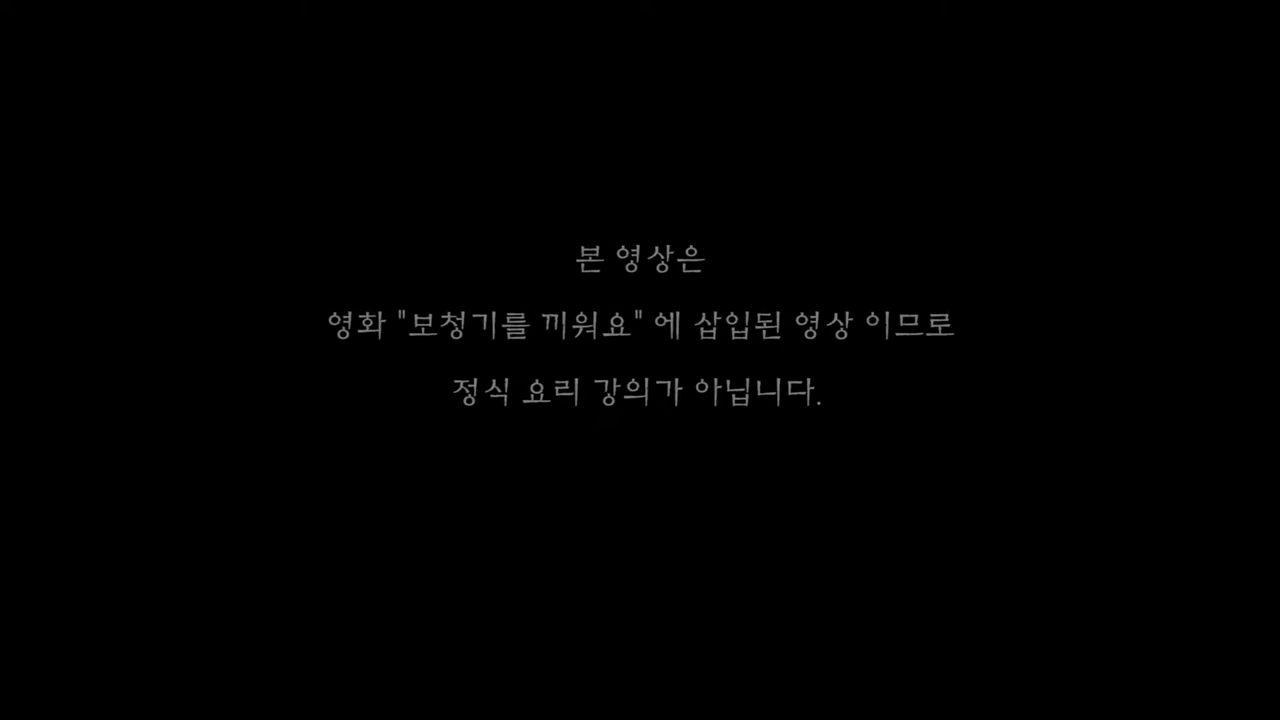 본 영상은
영화 "보청기를 끼워요" 에 삽입된 영상 이므로
정식 요리 강의가 아닙니다.